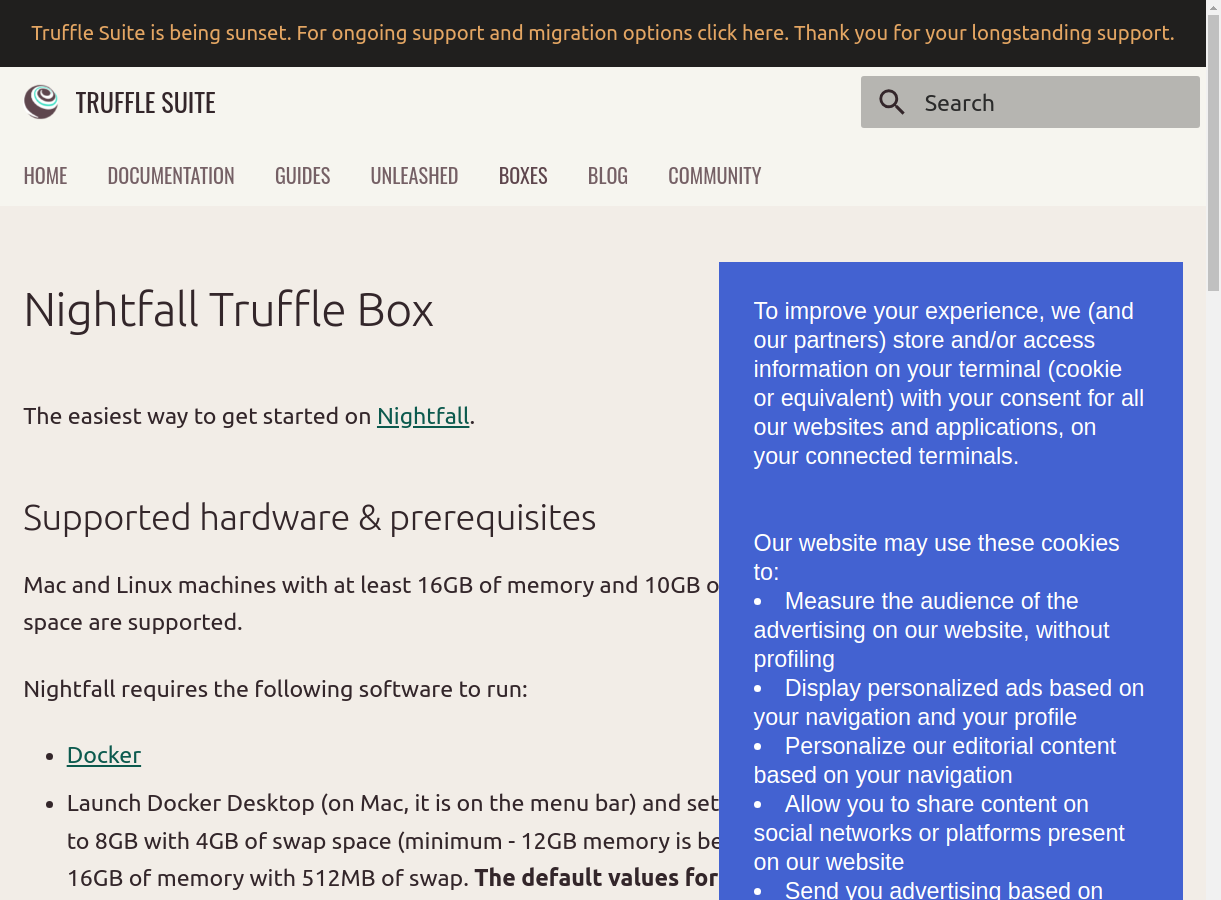 Truffle Suite is being sunset. For ongoing support and migration options click here. Thank you for your longstanding support.
TRUFFLE SUITE
Search
HOME DOCUMENTATION GUIDES UNLEASHED BOXES BLOG COMMUNITY
Nightfall Truffle Box
The easiest way to get started on Nightfall.
Supported hardware & prerequisites
Mac and Linux machines with at least 16GB of memory and 10GB o
space are supported.
Nightfall requires the following software to run:
• Docker
• Launch Docker Desktop (on Mac, it is on the menu bar) and set
to 8GB with 4GB of swap space (minimum - 12GB memory is be
16GB of memory with 512MB of swap. The default values for
To improve your experience, we (and
our partners) store and/or access
information on your terminal (cookie
or equivalent) with your consent for all
our websites and applications, on
your connected terminals.
Our website may use these cookies
to:
• Measure the audience of the
advertising on our website, without
profiling
• Display personalized ads based on
your navigation and your profile
• Personalize our editorial content
based on your navigation
• Allow you to share content on
social networks or platforms present
on our website
• Send you advertising based on